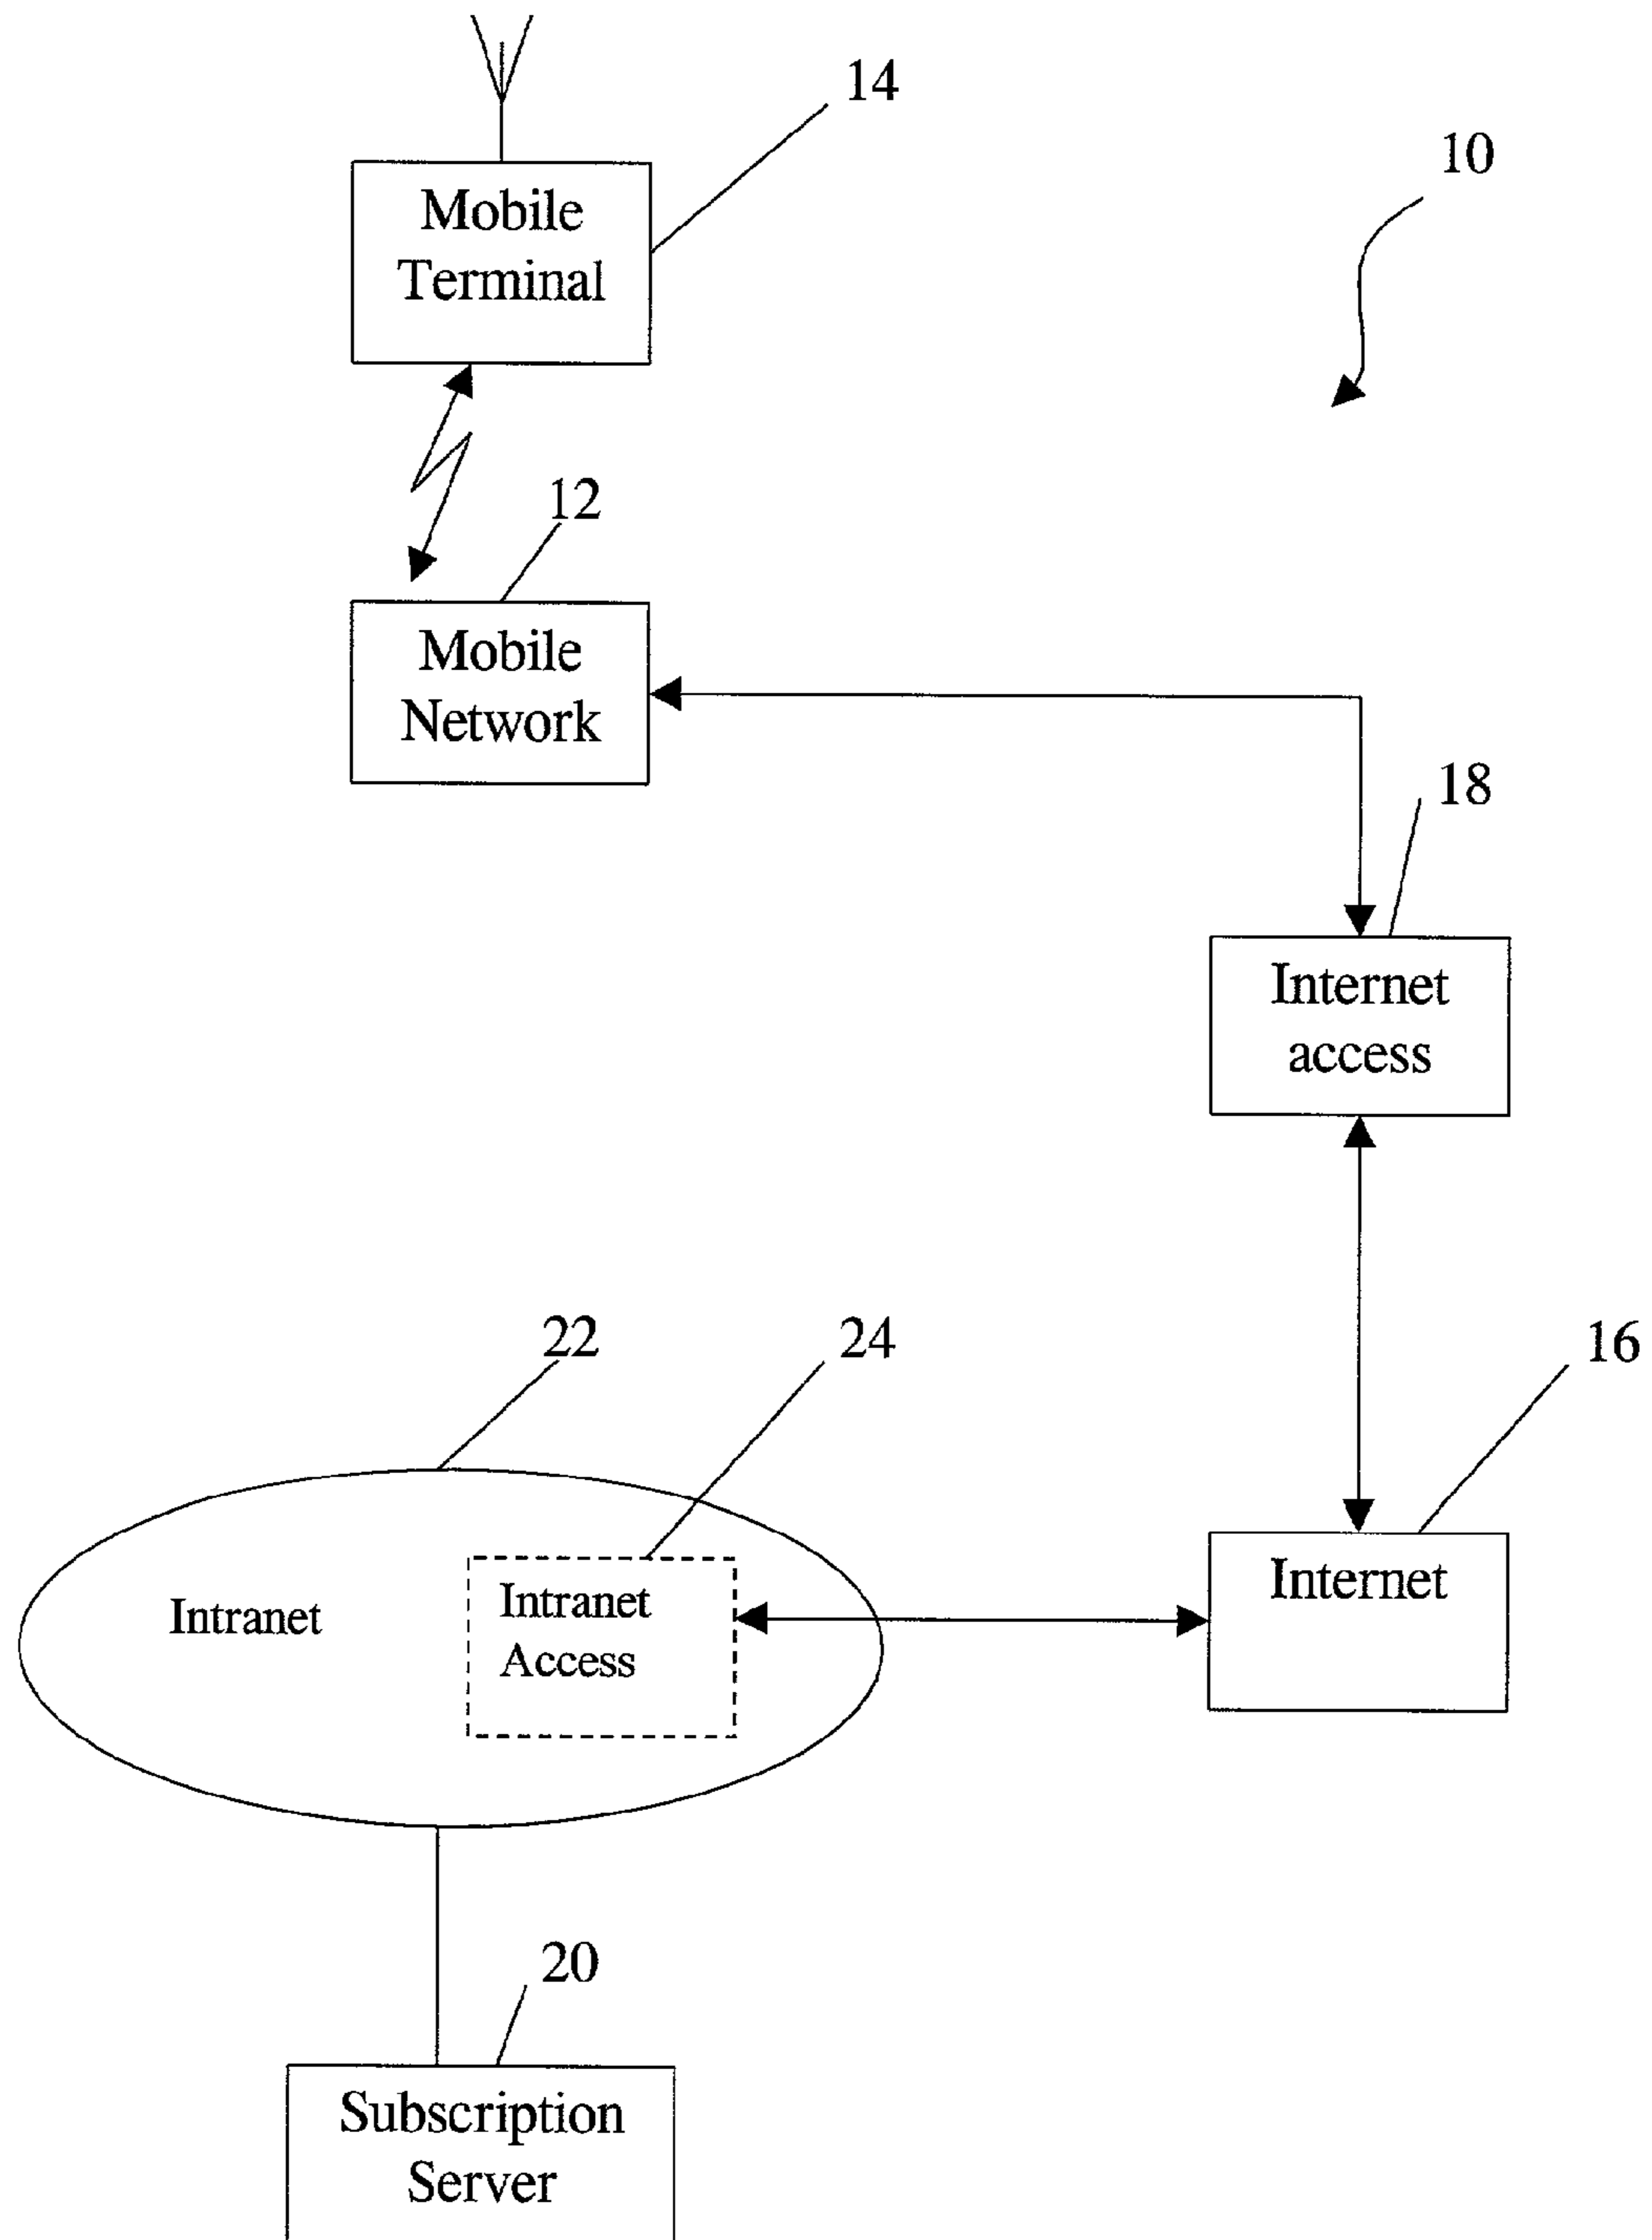 14
10
Mobile
Terminal
12
Mobile
Network
18
Internet
access
22
24
16
Intranet
Intranet
Access
Internet
20
Subscription
Server